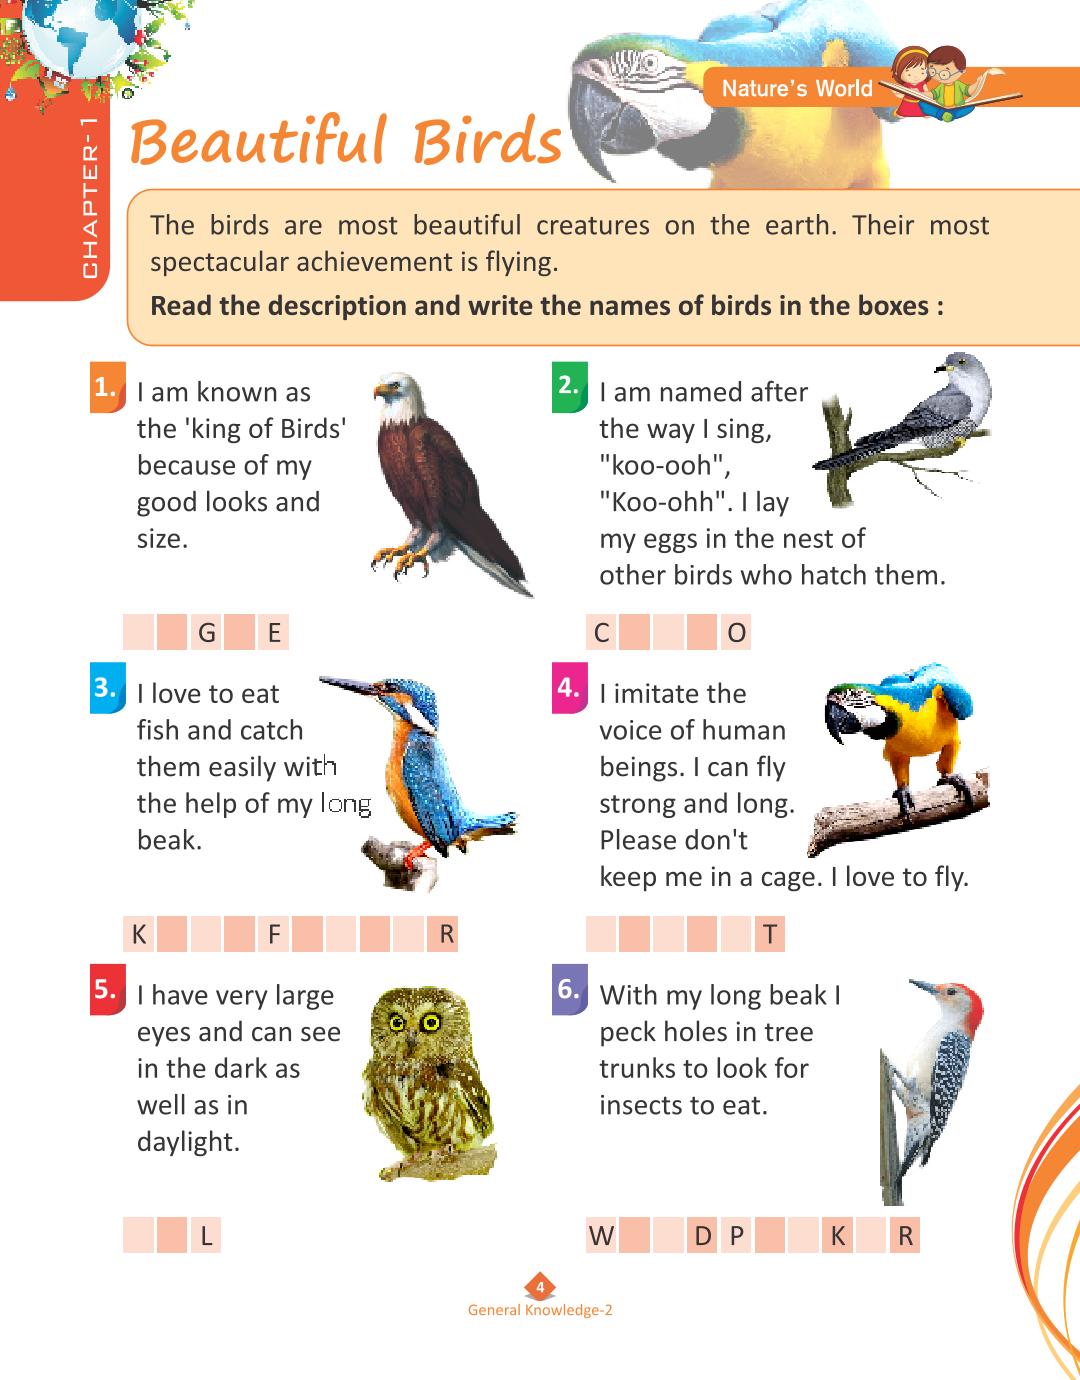 Nature's World
CHAPTER-1
Beautiful Birds
The birds are most beautiful creatures on the earth. Their most
spectacular achievement is flying.
Read the description and write the names of birds in the boxes :
1.
I am known as
the 'king of Birds'
because of my
good looks and
size.
G E
2.
I am named after
the way I sing,
"koo-ooh",
"Koo-ohh". I lay
my eggs in the nest of
other birds who hatch them.
C O
3.
I love to eat
fish and catch
them easily with
the help of my long
beak.
K F R
4.
I imitate the
voice of human
beings. I can fly
strong and long.
Please don't
keep me in a cage. I love to fly.
T
5.
I have very large
eyes and can see
in the dark as
well as in
daylight.
L
6.
With my long beak I
peck holes in tree
trunks to look for
insects to eat.
W D P K R
4
General Knowledge-2